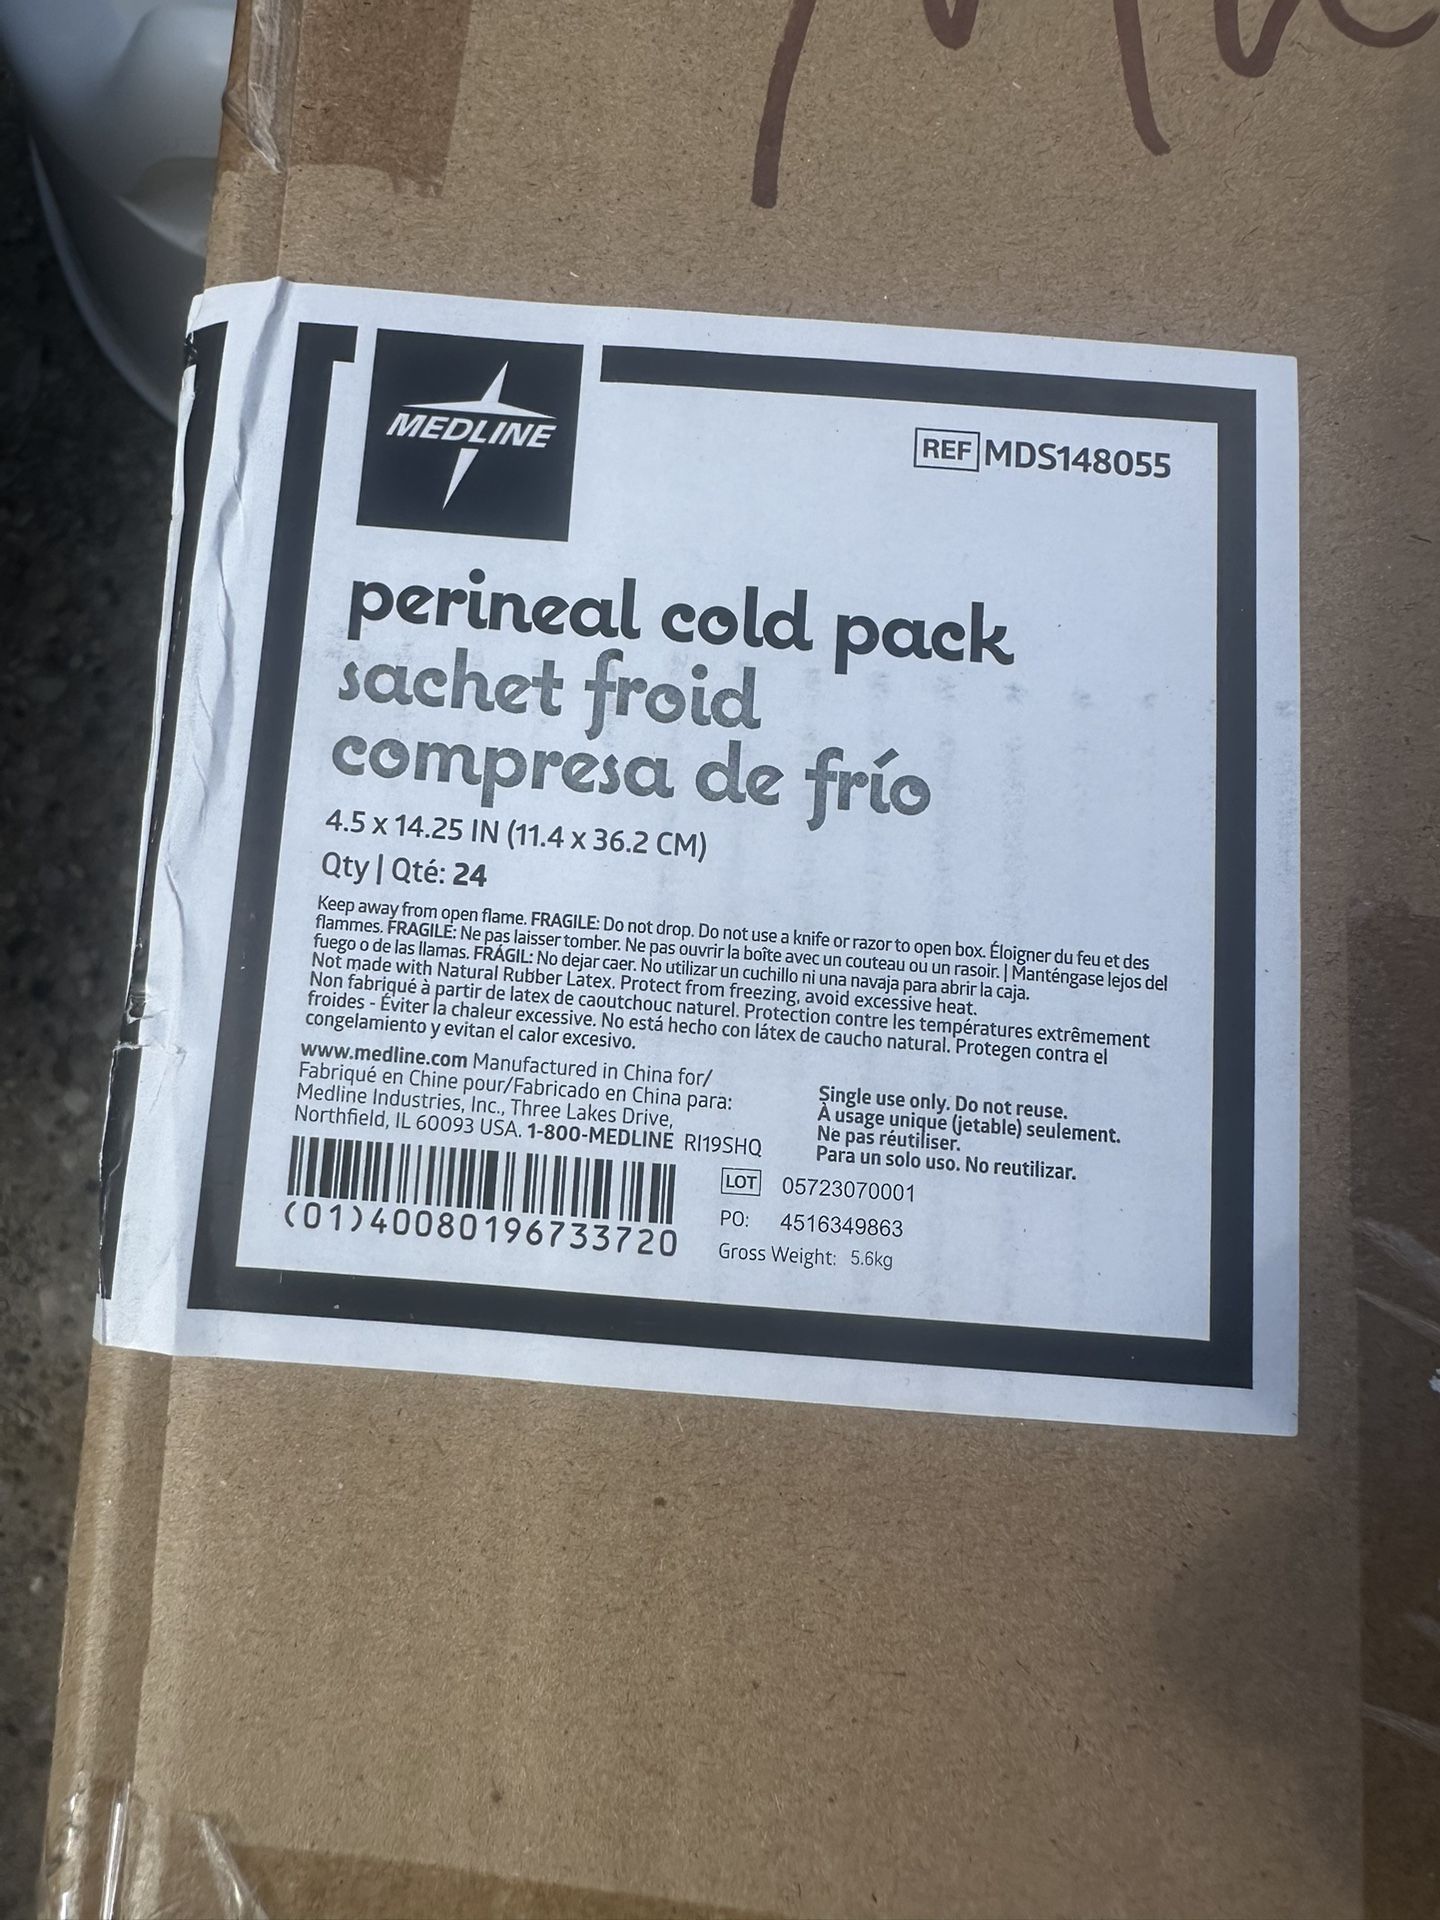 MEDLINE
REF MDS148055
perineal cold pack
sachet froid
compresa de frío
4.5 x 14.25 IN (11.4 x 36.2 CM)
Qty | Qté: 24
Keep away from open flame. FRAGILE: Do not drop. Do not use a knife or razor to open box. Éloigner du feu et des
flammes. FRAGILE: Ne pas laisser tomber. Ne pas ouvrir la boîte avec un couteau ou un rasoir. | Manténgase lejos del
fuego o de las llamas. FRÁGIL: No dejar caer. No utilizar un cuchillo ni una navaja para abrir la caja.
Not made with Natural Rubber Latex. Protect from freezing, avoid excessive heat.
Non fabriqué à partir de latex de caoutchouc naturel. Protection contre les températures extrêmement
froides - Éviter la chaleur excessive. No está hecho con látex de caucho natural. Protegen contra el
congelamiento y evitan el calor excesivo.
www.medline.com Manufactured in China for/
Fabriqué en Chine pour/Fabricado en China para:
Medline Industries, Inc., Three Lakes Drive,
Northfield, IL 60093 USA. 1-800-MEDLINE RI19SHQ
Single use only. Do not reuse.
À usage unique (jetable) seulement.
Ne pas réutiliser.
Para un solo uso. No reutilizar.
(01)40080196733720
LOT 05723070001
PO: 4516349863
Gross Weight: 5.6kg